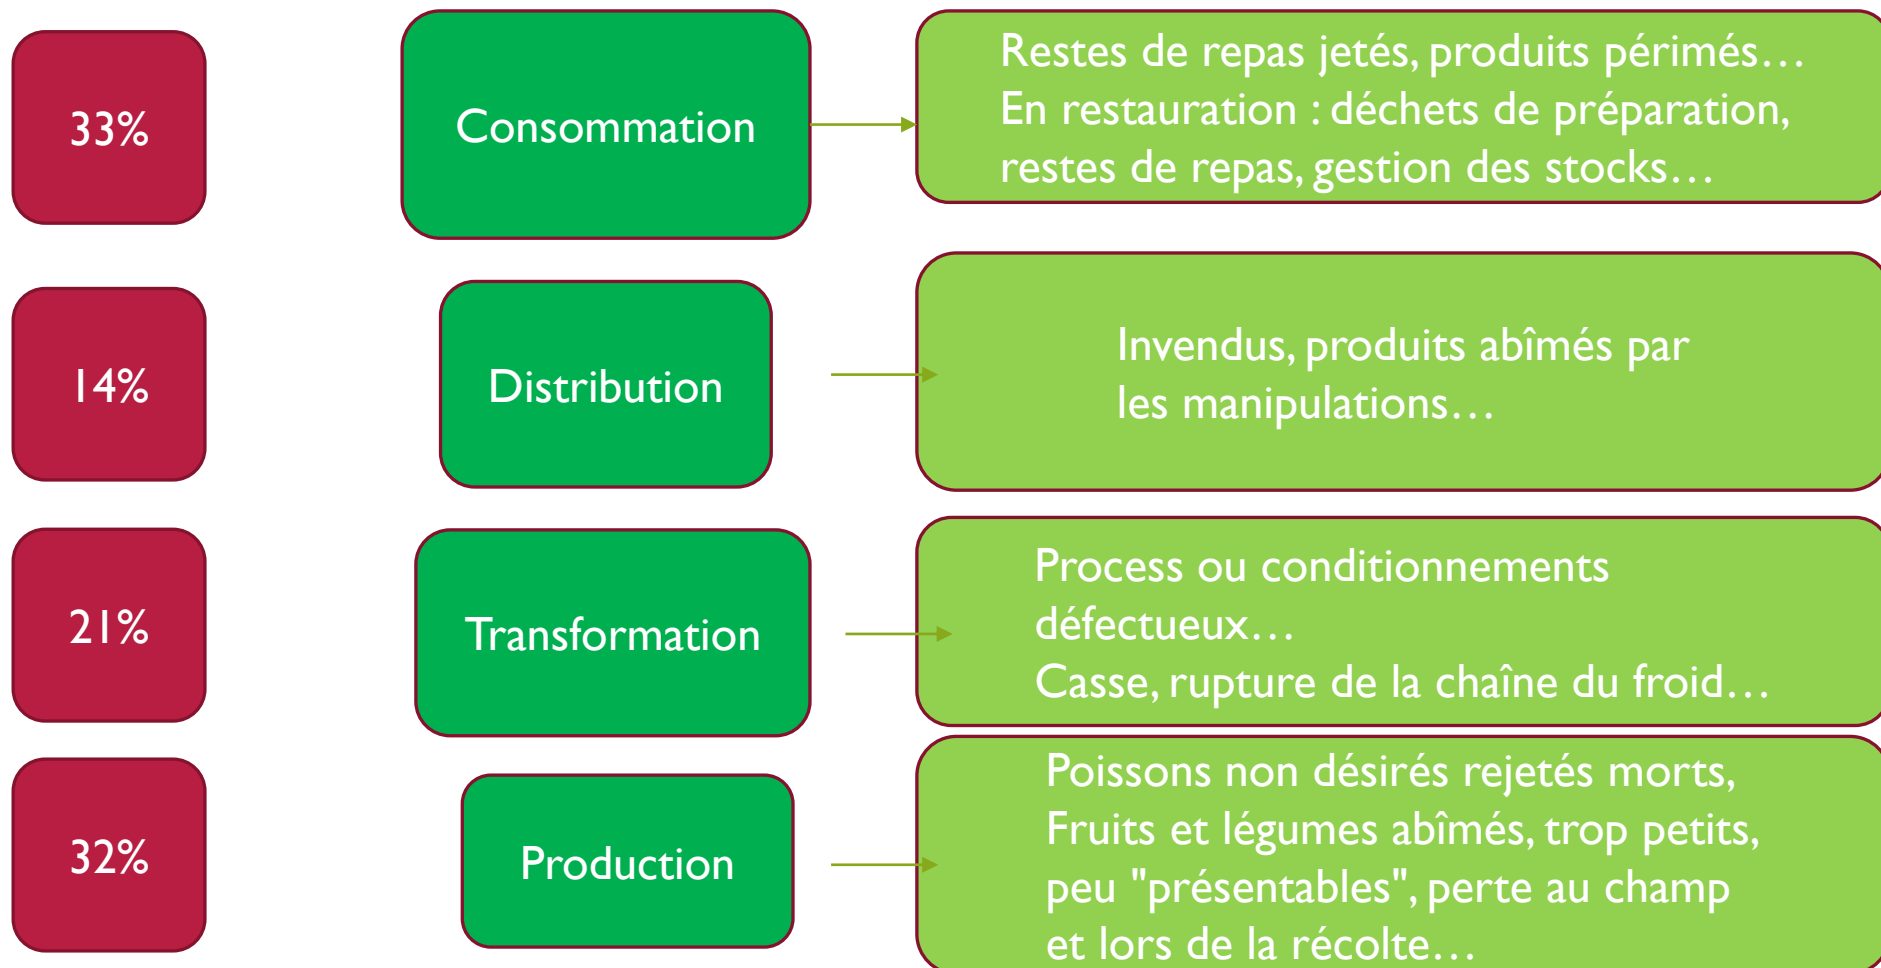 33%
Consommation
Restes de repas jetés, produits périmés…
En restauration : déchets de préparation,
restes de repas, gestion des stocks…
14%
Distribution
Invendus, produits abîmés par
les manipulations…
21%
Transformation
Process ou conditionnements
défectueux…
Casse, rupture de la chaîne du froid…
32%
Production
Poissons non désirés rejetés morts,
Fruits et légumes abîmés, trop petits,
peu "présentables", perte au champ
et lors de la récolte…